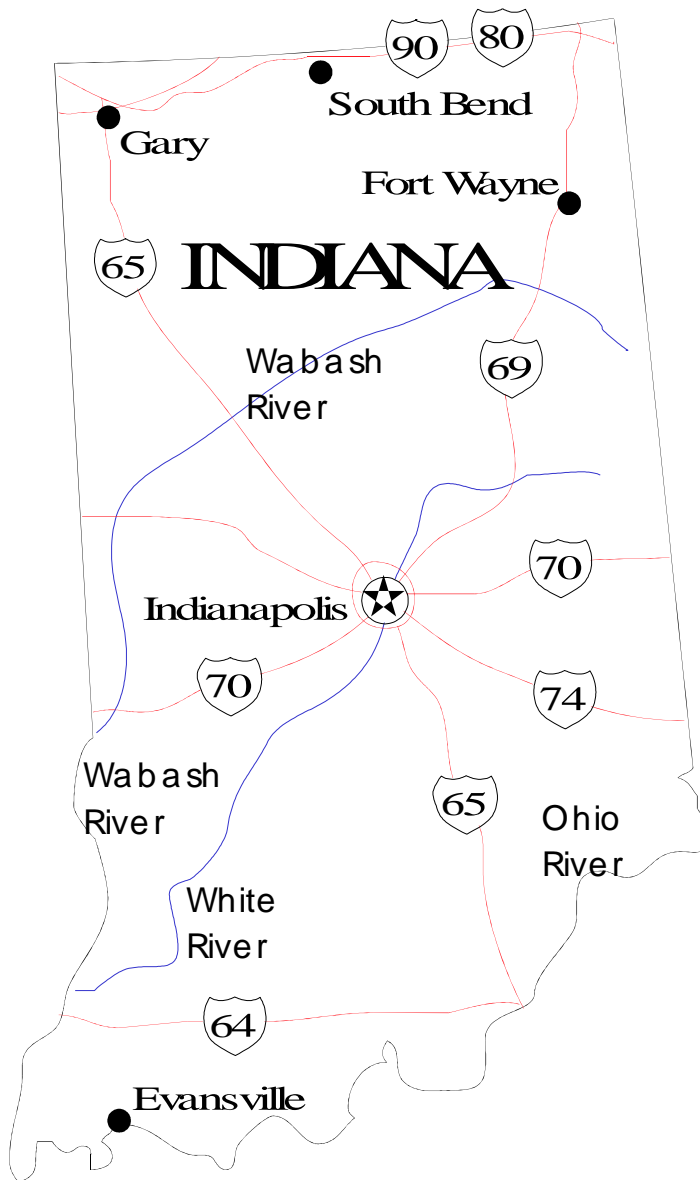 90
80
South Bend
Gary
Fort Wayne
INDIANA
65
Wabash
River
69
70
Indianapolis
70
74
Wabash
River
65
Ohio
River
White
River
64
Evansville